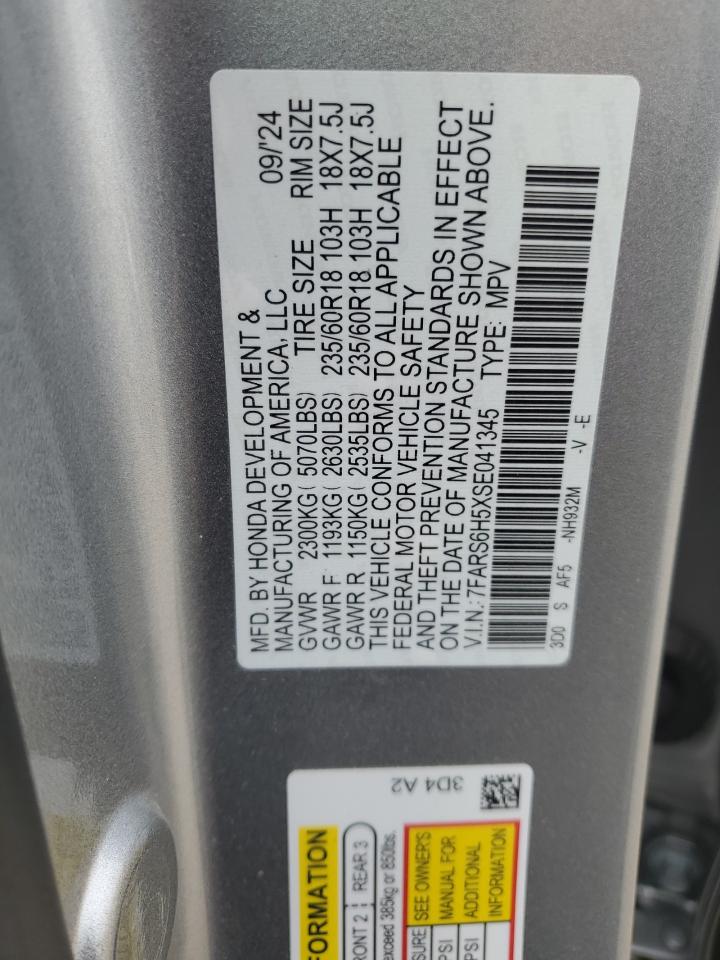 MFD. BY HONDA DEVELOPMENT &
MANUFACTURING OF AMERICA, LLC 09/'24
GVWR 2300KG( 5070LBS) TIRE SIZE RIM SIZE
GAWR F 1193KG( 2630LBS) 235/60R18 103H 18X7.5J
GAWR R 1150KG( 2535LBS) 235/60R18 103H 18X7.5J
THIS VEHICLE CONFORMS TO ALL APPLICABLE
FEDERAL MOTOR VEHICLE SAFETY
AND THEFT PREVENTION STANDARDS IN EFFECT
ON THE DATE OF MANUFACTURE SHOWN ABOVE.
V.I.N.: 7FARS6H5XSE041345 TYPE: MPV
3D0 S AF5 -NH932M -V -E
3D4 A2
FORMATION
FRONT 2 REAR 3
exceed 385kg or 850lbs.
SEE OWNER'S
MANUAL FOR
PSI
ADDITIONAL
PSI
INFORMATION